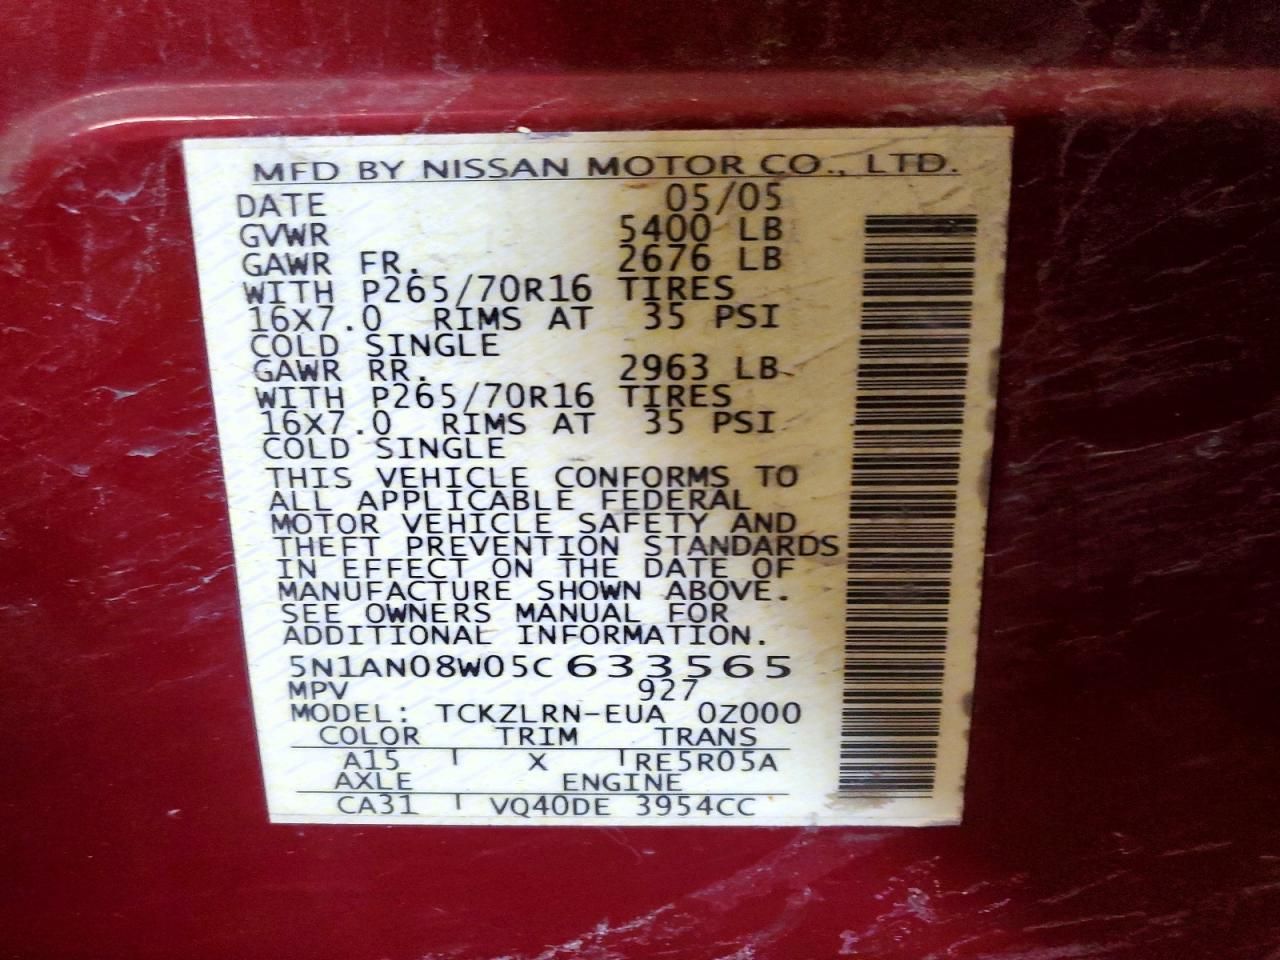 MFD BY NISSAN MOTOR CO., LTD.
DATE 05/05
GVWR 5400 LB
GAWR FR. 2676 LB
WITH P265/70R16 TIRES
16X7.0 RIMS AT 35 PSI
COLD SINGLE
GAWR RR. 2963 LB
WITH P265/70R16 TIRES
16X7.0 RIMS AT 35 PSI
COLD SINGLE
THIS VEHICLE CONFORMS TO
ALL APPLICABLE FEDERAL
MOTOR VEHICLE SAFETY AND
THEFT PREVENTION STANDARDS
IN EFFECT ON THE DATE OF
MANUFACTURE SHOWN ABOVE.
SEE OWNERS MANUAL FOR
ADDITIONAL INFORMATION.
5N1AN08W05C633565
MPV 927
MODEL: TCKZLRN-EUA 0Z000
COLOR TRIM TRANS
A15 X RE5R05A
AXLE ENGINE
CA31 VQ40DE 3954CC